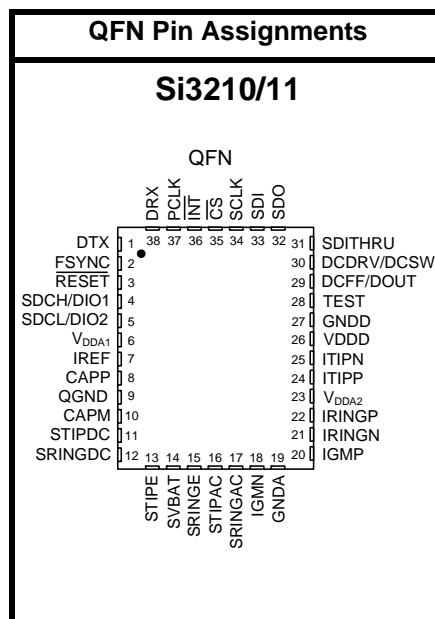 QFN Pin Assignments
Si3210/11
QFN
DRX
PCLK
INT
CS
SCLK
SDI
SDO
38 37 36 35 34 33 32
DTX 1
FSYNC 2
RESET 3
SDCH/DIO1 4
SDCL/DIO2 5
VDDA1 6
IREF 7
CAPP 8
QGND 9
CAPM 10
STIPDC 11
SRINGDC 12
31 SDITHRU
30 DCDRV/DCSW
29 DCFF/DOUT
28 TEST
27 GNDD
26 VDDD
25 ITIPN
24 ITIPP
23 VDDA2
22 IRINGP
21 IRINGN
20 IGMP
13 14 15 16 17 18 19
STIPE
SVBAT
SRINGE
STIPAC
SRINGAC
IGMN
GNDA